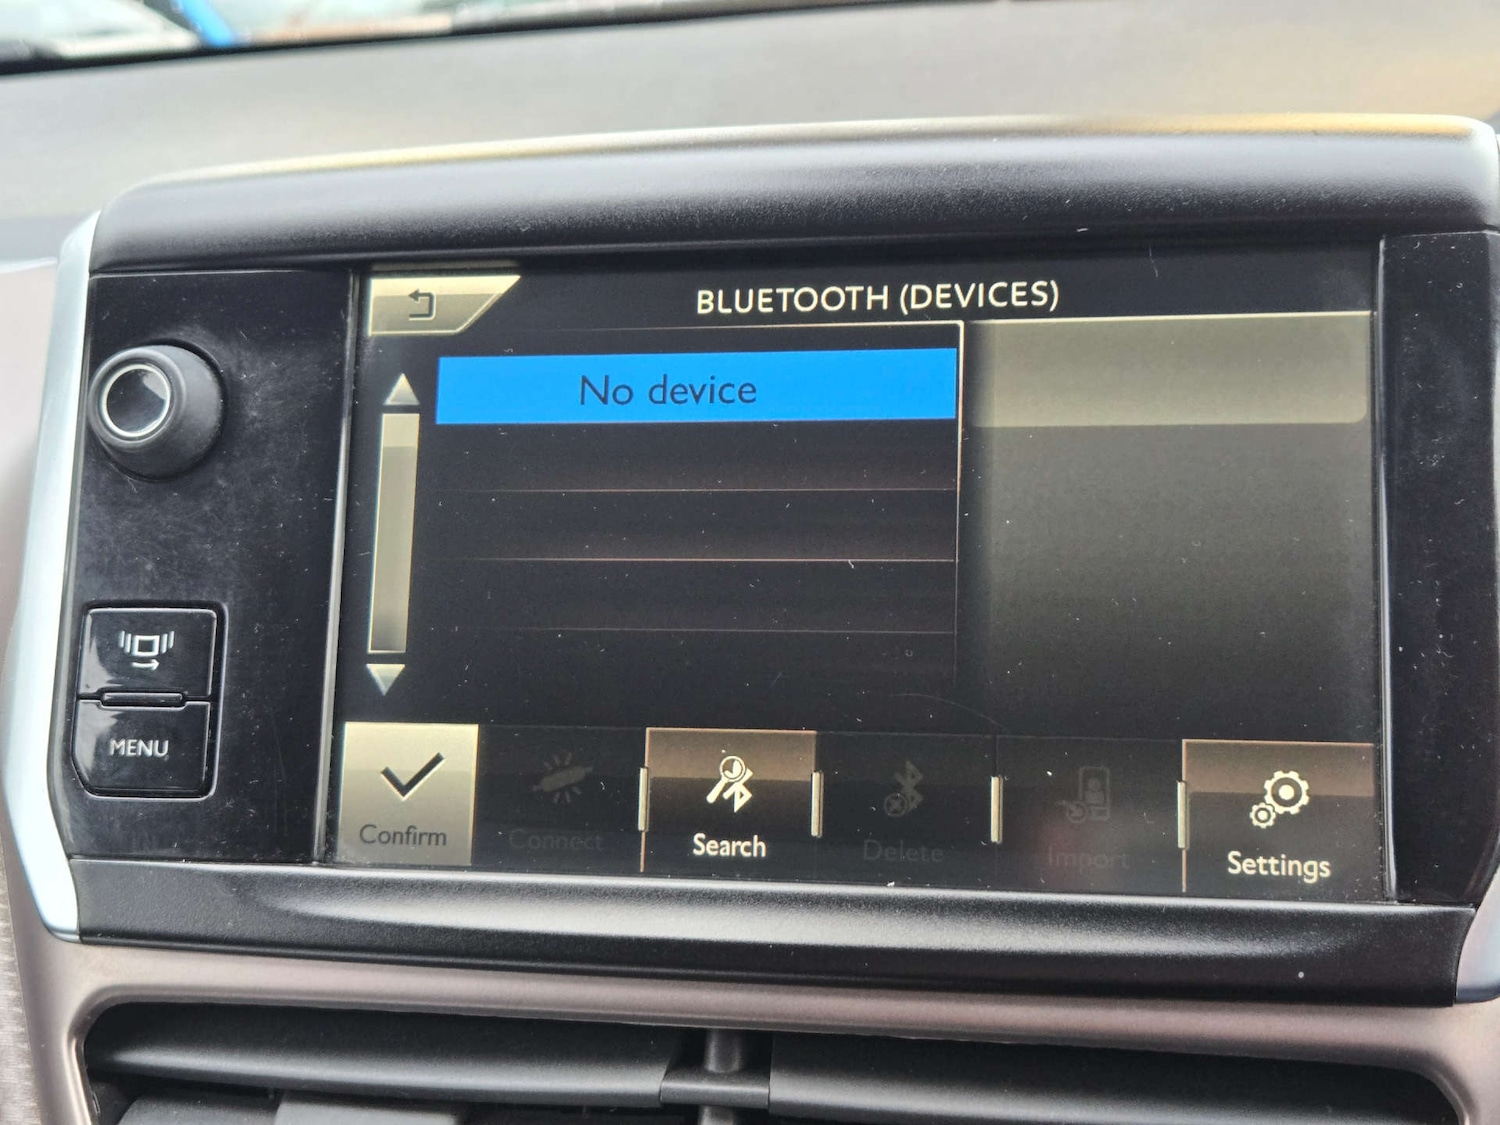 BLUETOOTH (DEVICES)
No device
MENU
Confirm
Connect
Search
Delete
Import
Settings